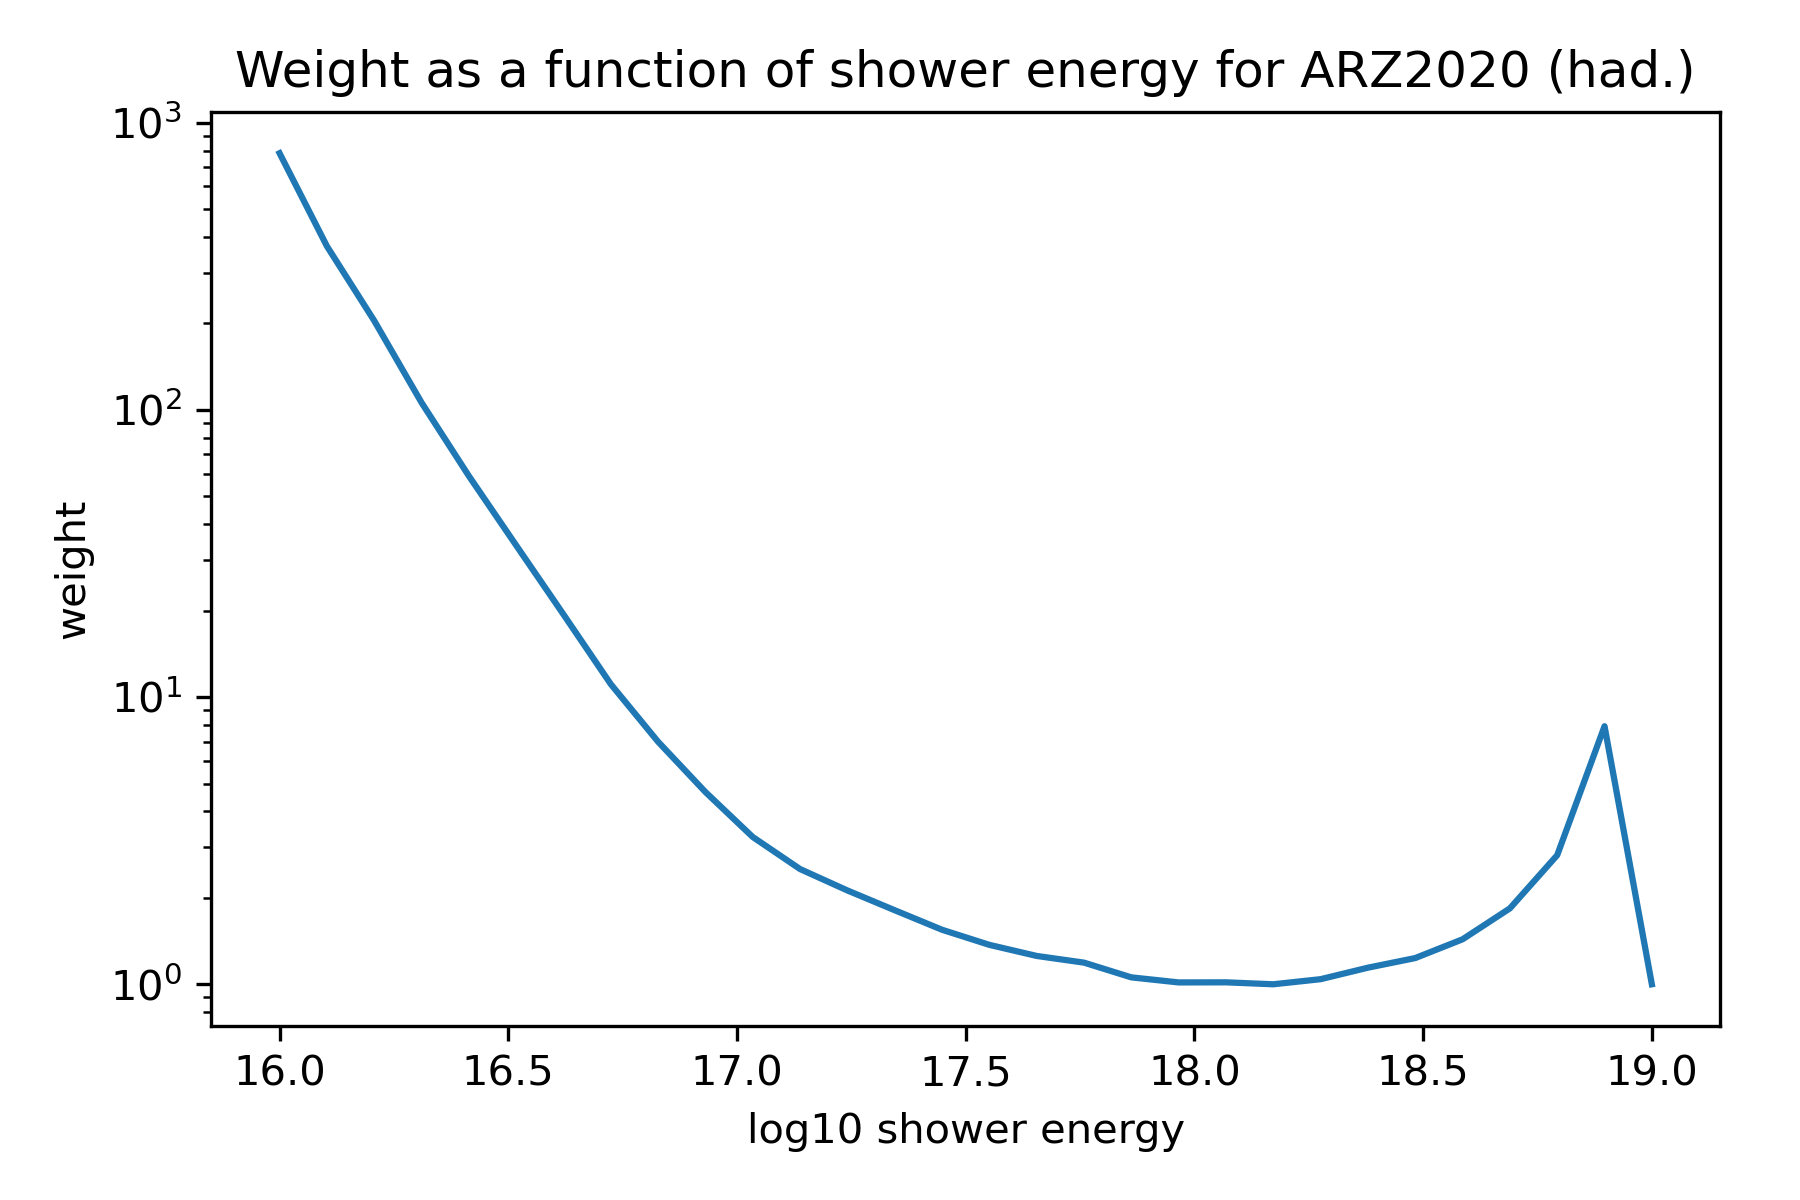 Weight as a function of shower energy for ARZ2020 (had.)
10³
10²
10¹
10⁰
weight
16.0 16.5 17.0 17.5 18.0 18.5 19.0
log10 shower energy